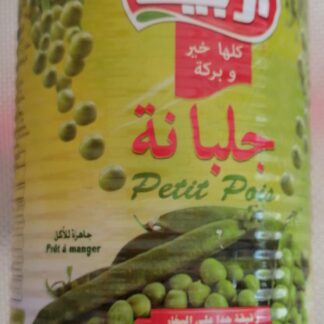 كلها خير
و بركة
جلبانة
Petit Pois
جاهزة للأكل
Prêt à manger